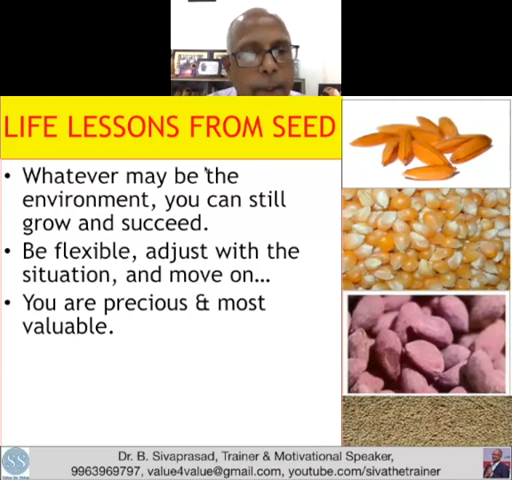 LIFE LESSONS FROM SEED
• Whatever may be the
environment, you can still
grow and succeed.
• Be flexible, adjust with the
situation, and move on...
• You are precious & most
valuable.
SS
Dr. B. Sivaprasad, Trainer & Motivational Speaker,
9963969797, value4value@gmail.com, youtube.com/sivathetrainer